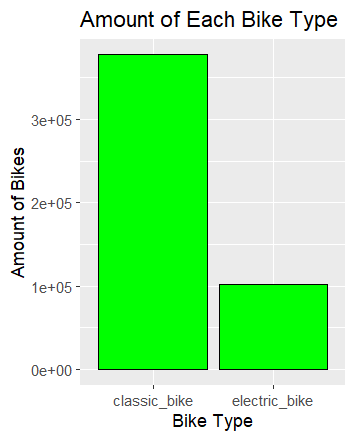 Amount of Each Bike Type
Amount of Bikes
3e+05
2e+05
1e+05
0e+00
classic_bike electric_bike
Bike Type